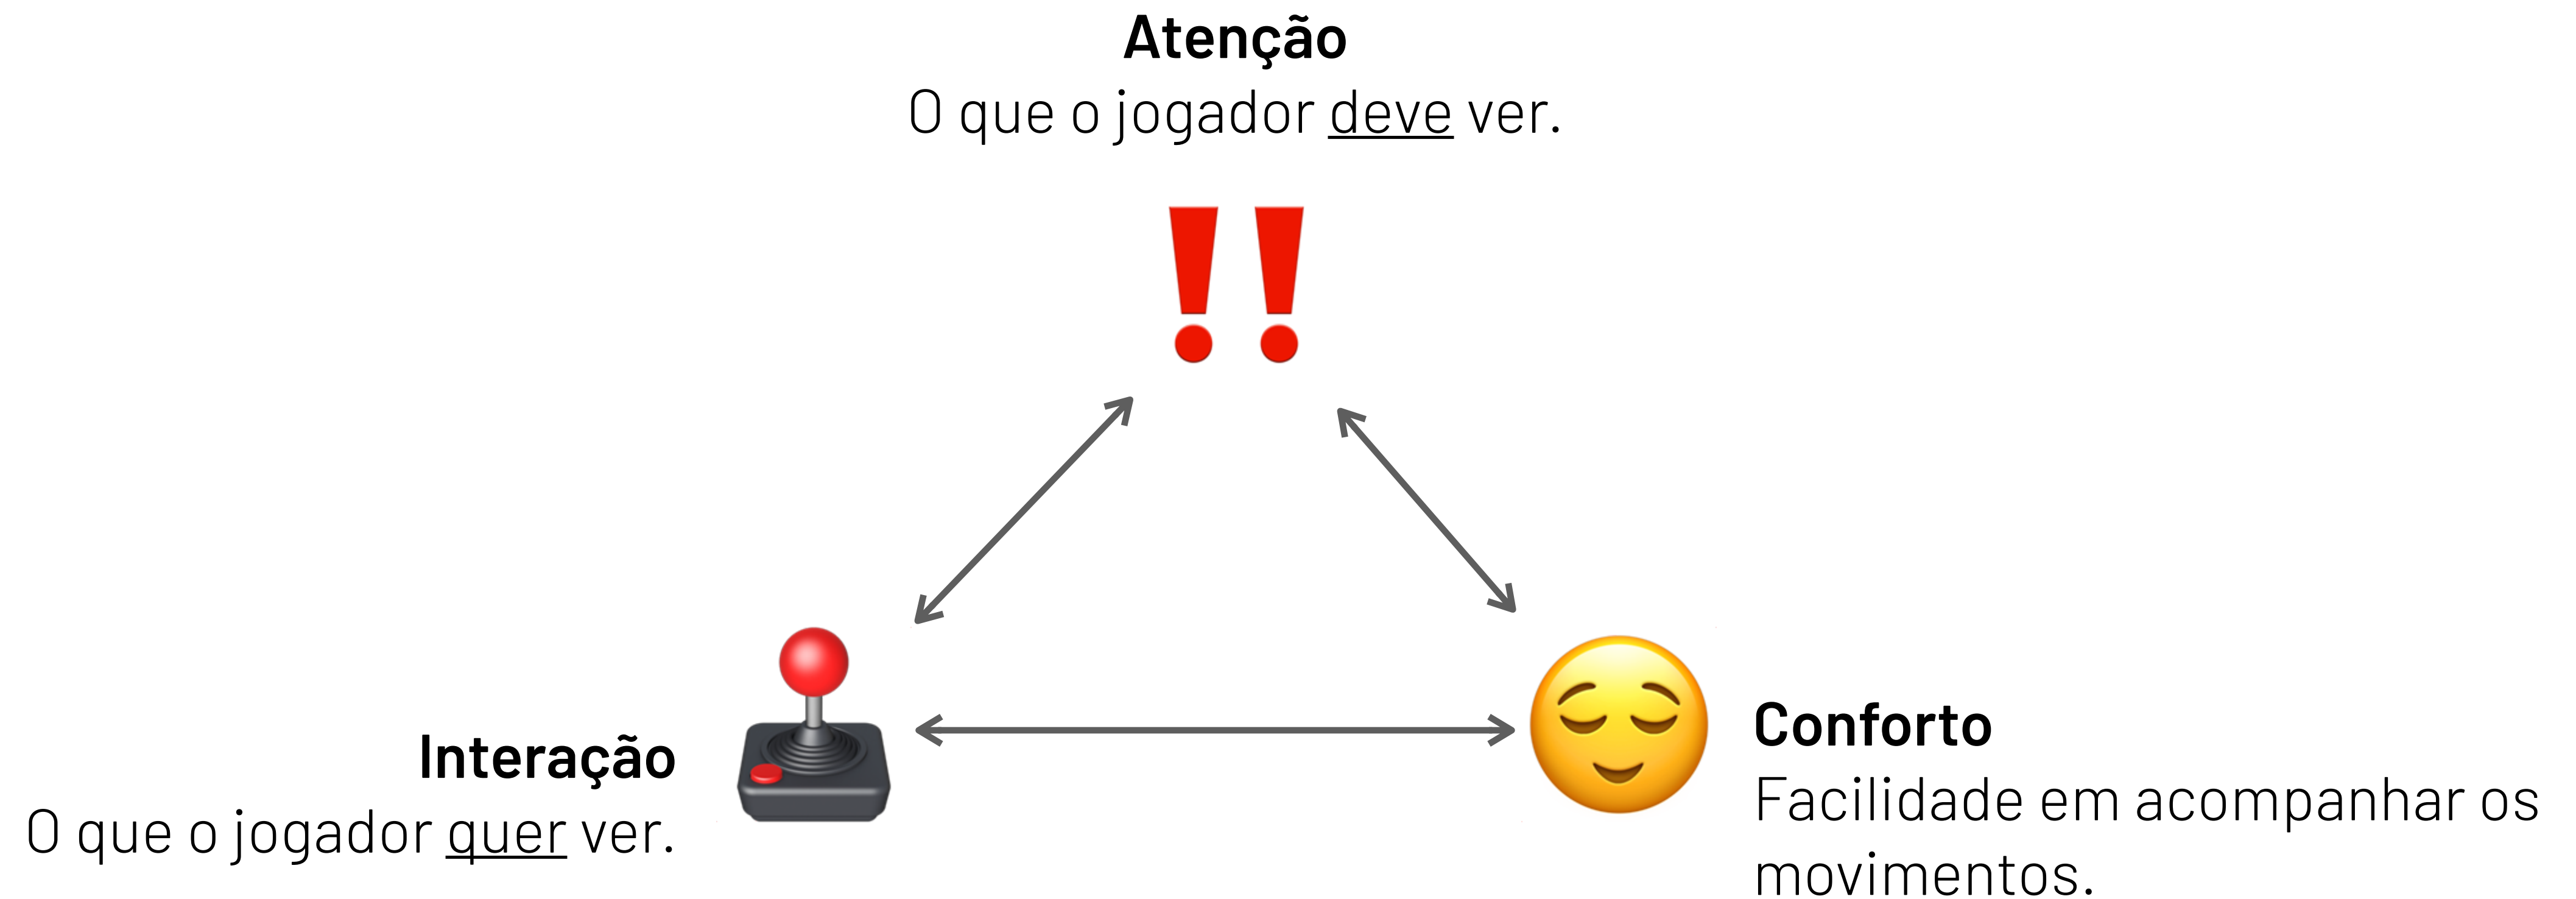 Atenção
O que o jogador deve ver.
Interação
O que o jogador quer ver.
Conforto
Facilidade em acompanhar os
movimentos.